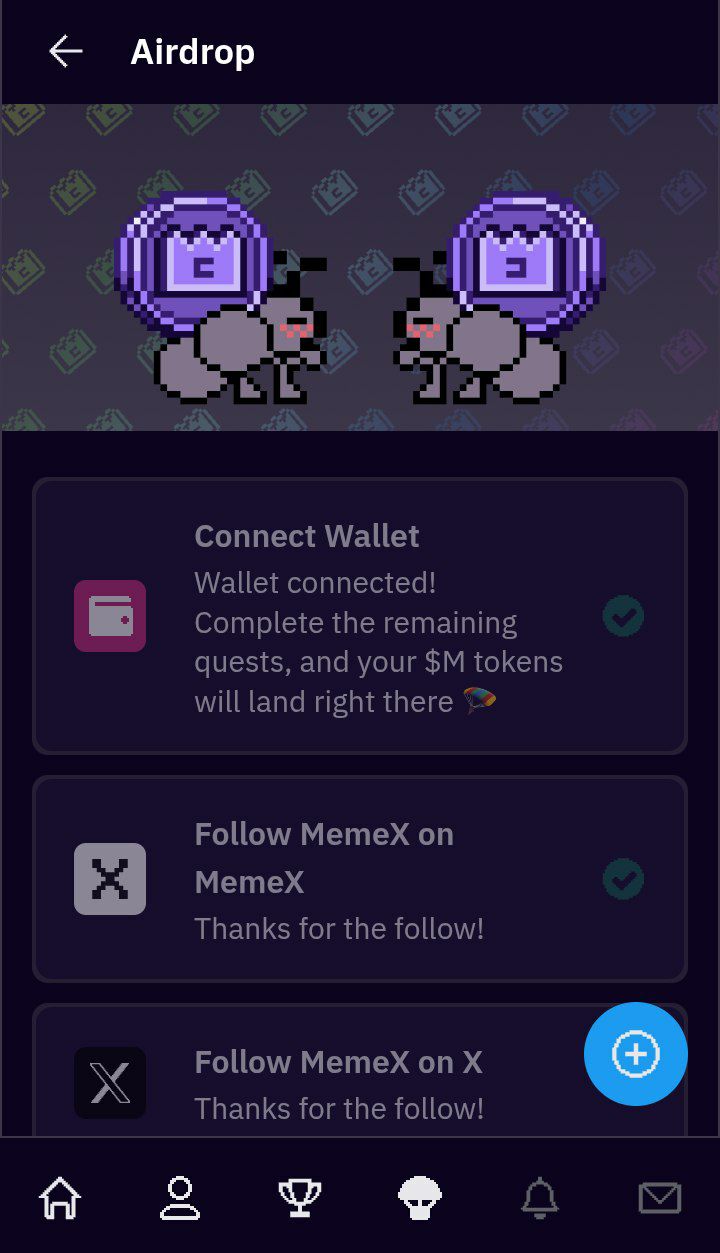 Airdrop
Connect Wallet
Wallet connected!
Complete the remaining
quests, and your $M tokens
will land right there 🪂
Follow MemeX on
MemeX
Thanks for the follow!
Follow MemeX on X
Thanks for the follow!